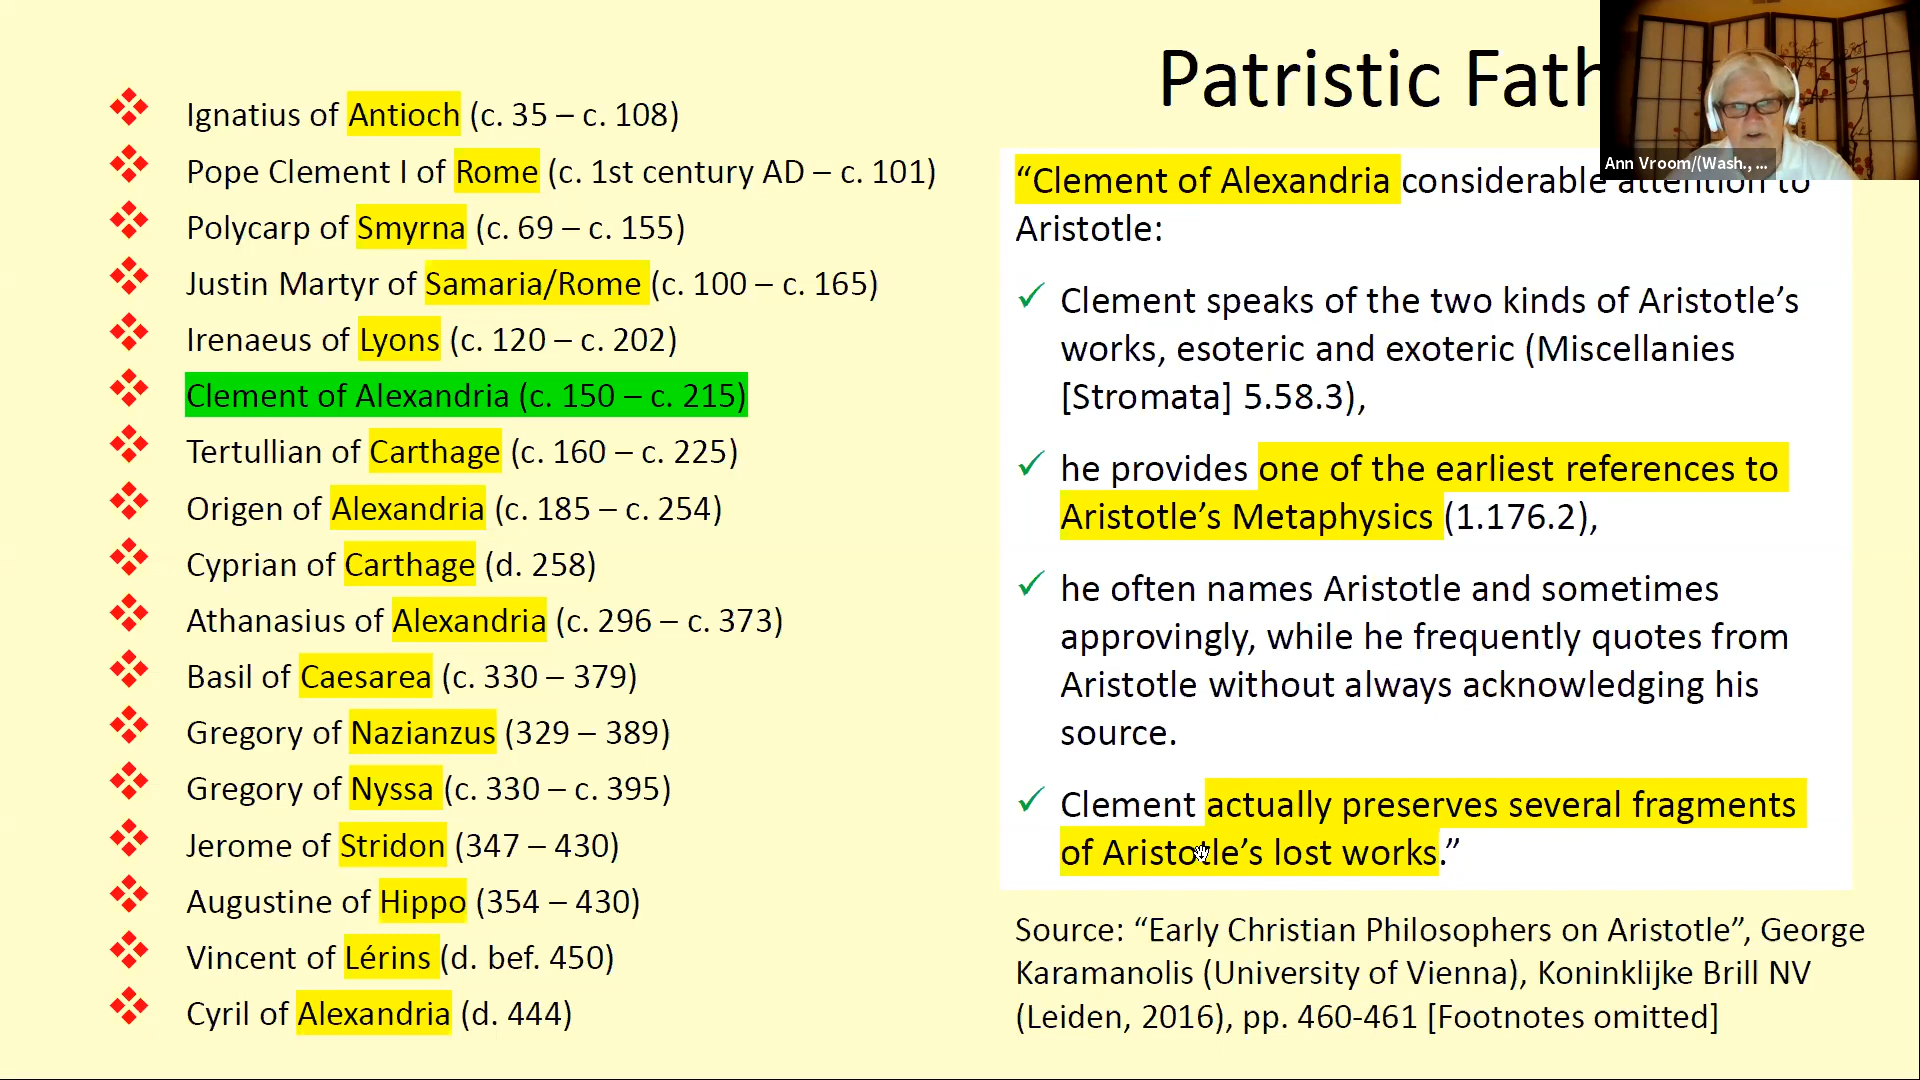 Patristic Fath
Ann Vroom/(Wash., ...
Ignatius of Antioch (c. 35 – c. 108)
Pope Clement I of Rome (c. 1st century AD – c. 101)
Polycarp of Smyrna (c. 69 – c. 155)
Justin Martyr of Samaria/Rome (c. 100 – c. 165)
Irenaeus of Lyons (c. 120 – c. 202)
Clement of Alexandria (c. 150 – c. 215)
Tertullian of Carthage (c. 160 – c. 225)
Origen of Alexandria (c. 185 – c. 254)
Cyprian of Carthage (d. 258)
Athanasius of Alexandria (c. 296 – c. 373)
Basil of Caesarea (c. 330 – 379)
Gregory of Nazianzus (329 – 389)
Gregory of Nyssa (c. 330 – c. 395)
Jerome of Stridon (347 – 430)
Augustine of Hippo (354 – 430)
Vincent of Lérins (d. bef. 450)
Cyril of Alexandria (d. 444)
“Clement of Alexandria considerable attention to
Aristotle:
Clement speaks of the two kinds of Aristotle’s
works, esoteric and exoteric (Miscellanies
[Stromata] 5.58.3),
he provides one of the earliest references to
Aristotle’s Metaphysics (1.176.2),
he often names Aristotle and sometimes
approvingly, while he frequently quotes from
Aristotle without always acknowledging his
source.
Clement actually preserves several fragments
of Aristotle’s lost works.”
Source: “Early Christian Philosophers on Aristotle”, George
Karamanolis (University of Vienna), Koninklijke Brill NV
(Leiden, 2016), pp. 460-461 [Footnotes omitted]